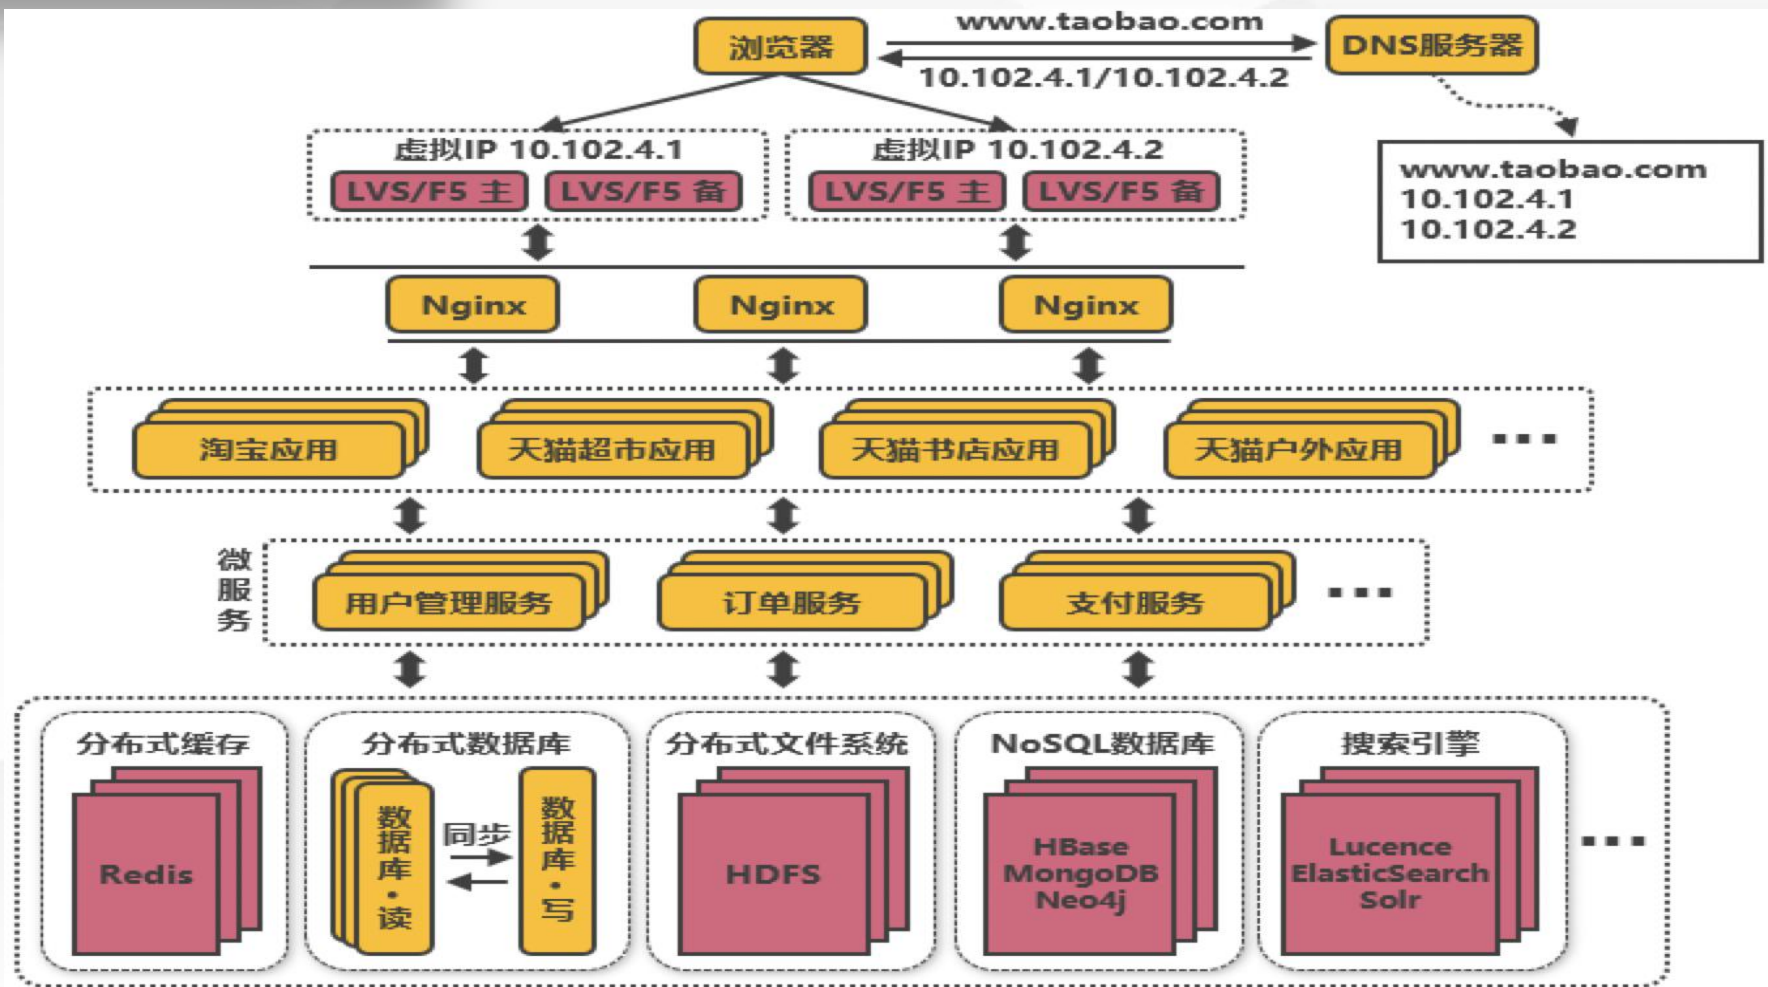 www.taobao.com
浏览器
DNS服务器
10.102.4.1/10.102.4.2
虚拟IP 10.102.4.1
虚拟IP 10.102.4.2
LVS/F5 主
LVS/F5 备
LVS/F5 主
LVS/F5 备
www.taobao.com
10.102.4.1
10.102.4.2
Nginx
Nginx
Nginx
淘宝应用
天猫超市应用
天猫书店应用
天猫户外应用
...
微服务
用户管理服务
订单服务
支付服务
...
分布式缓存
分布式数据库
分布式文件系统
NoSQL数据库
搜索引擎
Redis
数据库·读
同步
数据库·写
HDFS
HBase
MongoDB
Neo4j
Lucence
ElasticSearch
Solr
...